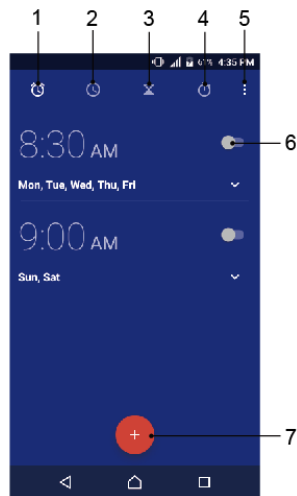 1 2 3 4 5
61% 4:35 PM
8:30 AM
6
Mon, Tue, Wed, Thu, Fri
9:00 AM
Sun, Sat
+
7